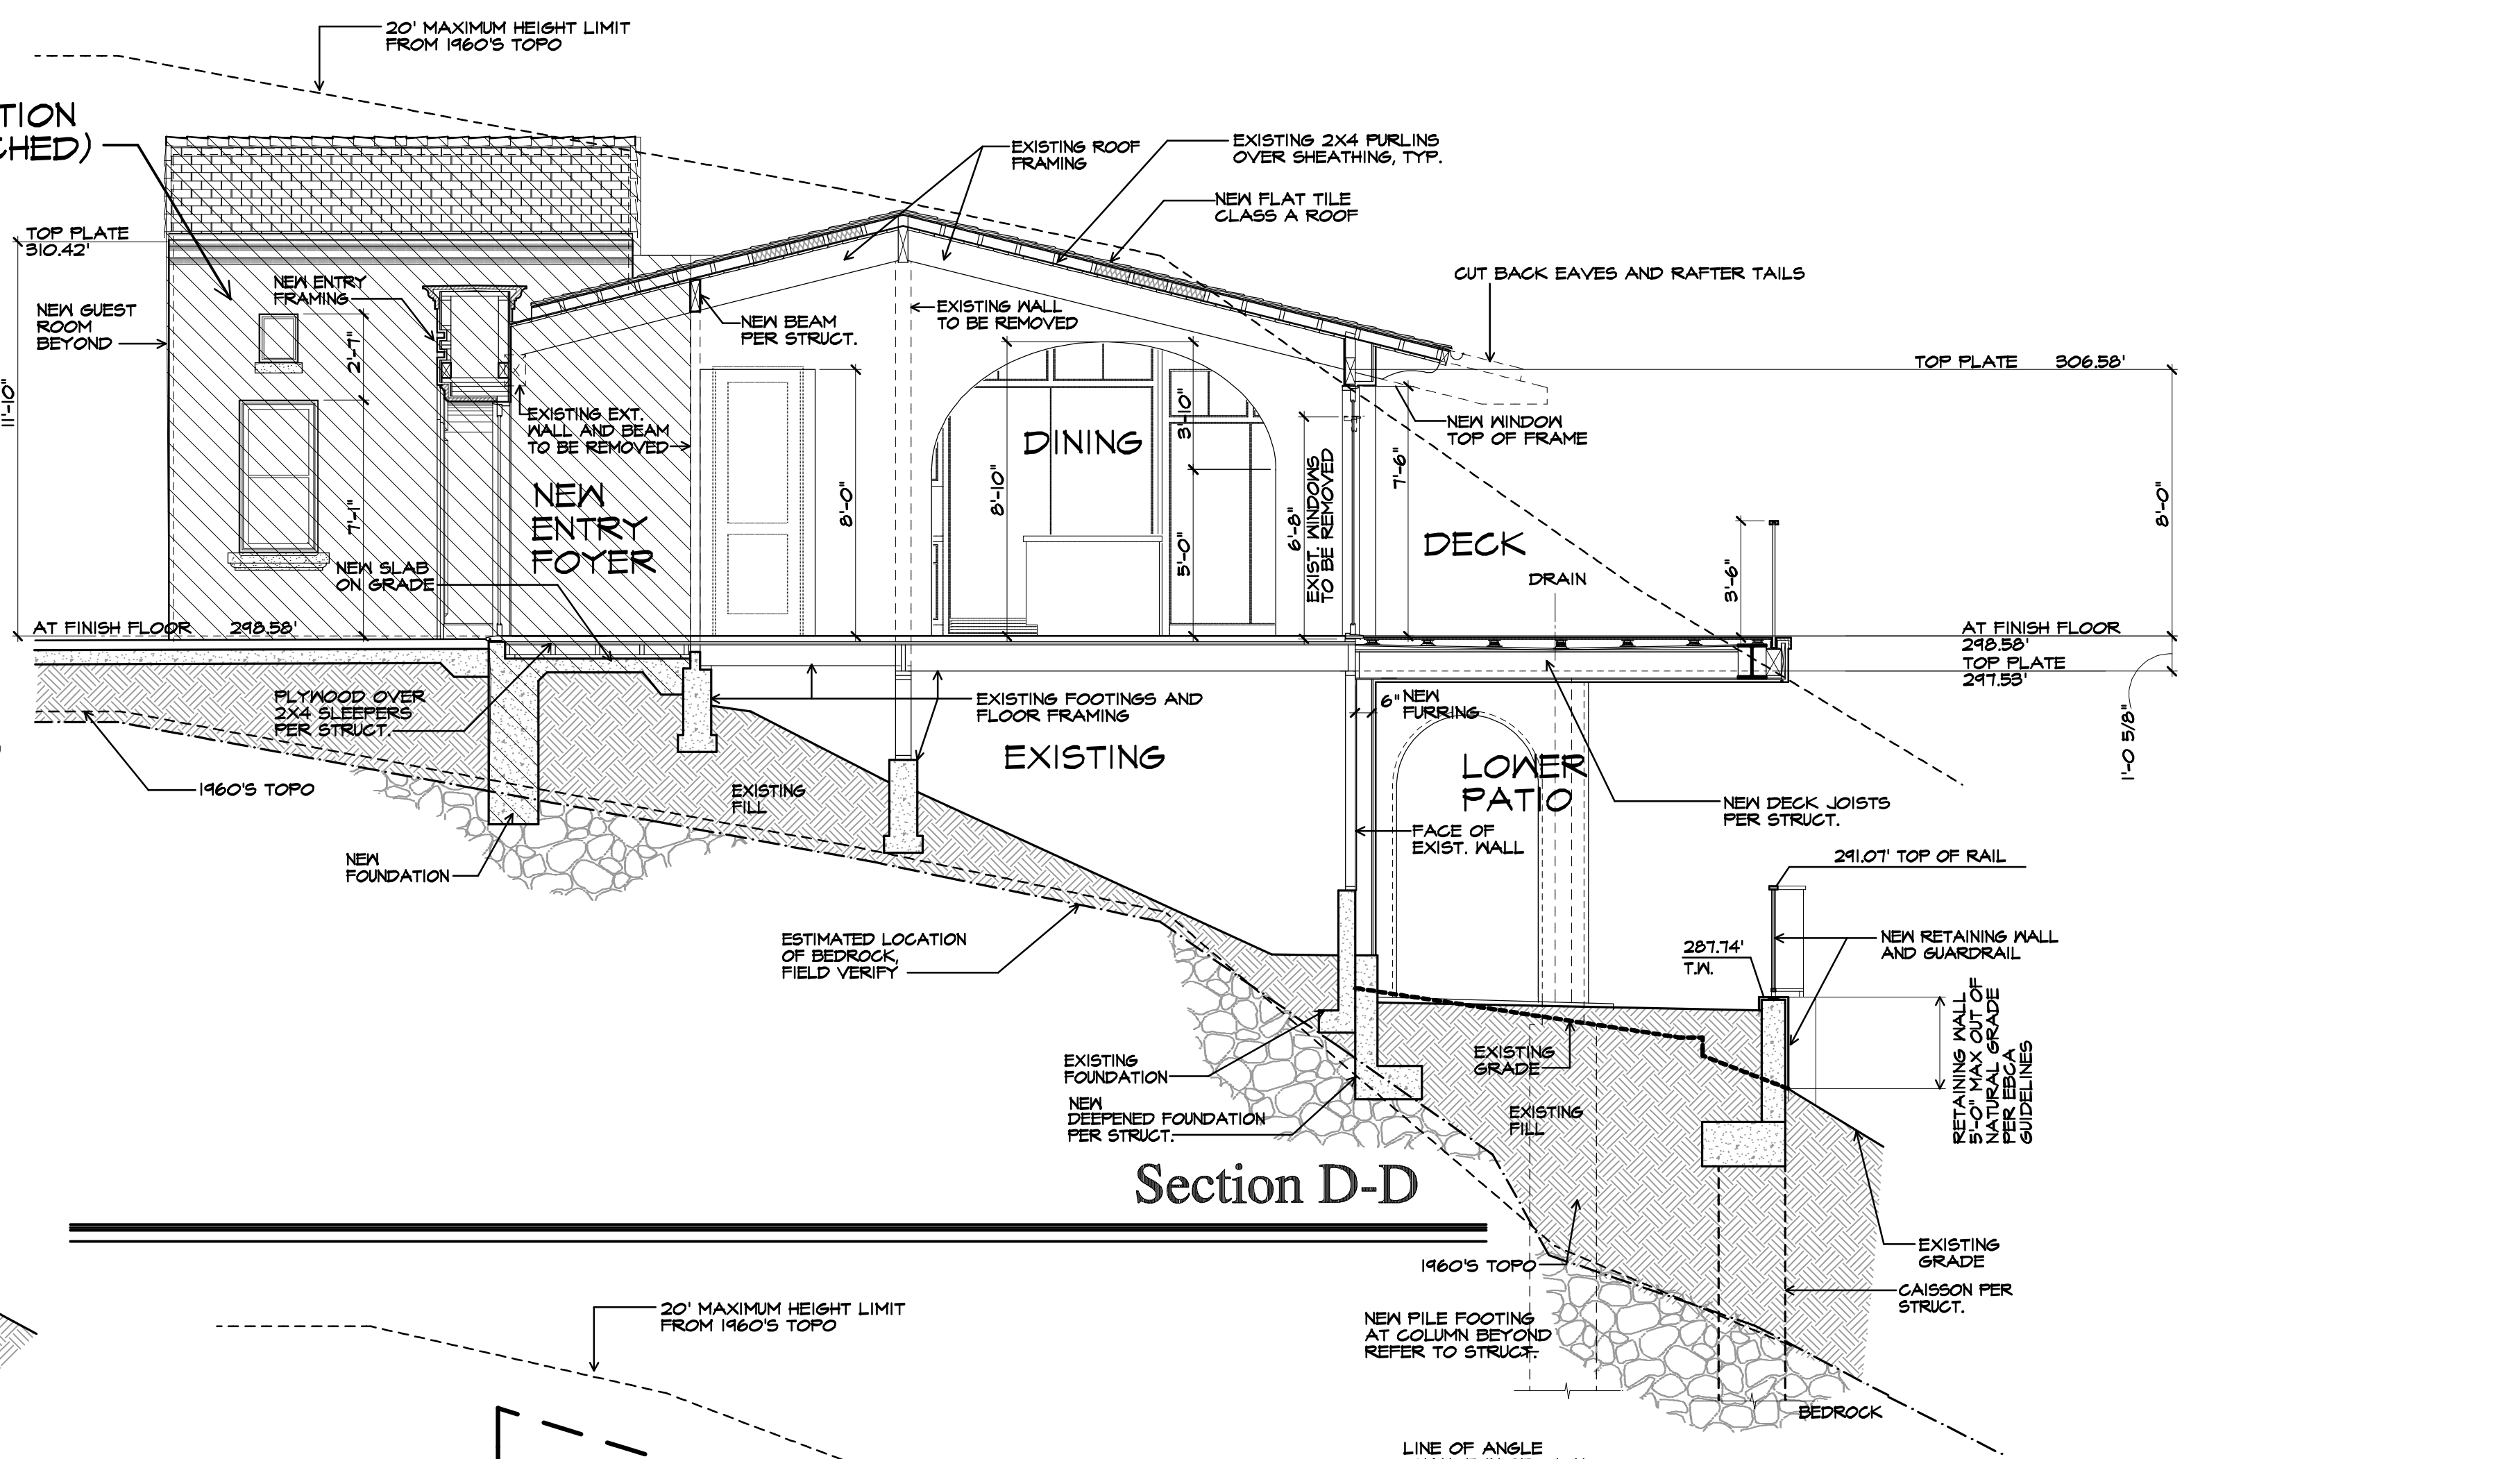 20' MAXIMUM HEIGHT LIMIT
FROM 1960'S TOPO
TION
CHED)
EXISTING ROOF
FRAMING
EXISTING 2X4 PURLINS
OVER SHEATHING, TYP.
NEW FLAT TILE
CLASS A ROOF
TOP PLATE
310.42'
CUT BACK EAVES AND RAFTER TAILS
NEW ENTRY
FRAMING
NEW GUEST
ROOM
BEYOND
EXISTING WALL
TO BE REMOVED
NEW BEAM
PER STRUCT.
2'-7"
TOP PLATE 306.58'
11'-10"
EXISTING EXT.
WALL AND BEAM
TO BE REMOVED
3'-10"
NEW WINDOW
TOP OF FRAME
DINING
7'-6"
NEW
ENTRY
FOYER
7'-1"
8'-0"
8'-10"
5'-0"
6'-8"
EXIST. WINDOWS
TO BE REMOVED
8'-0"
DECK
DRAIN
3'-6"
NEW SLAB
ON GRADE
AT FINISH FLOOR 298.58'
AT FINISH FLOOR
298.58'
TOP PLATE
297.53'
PLYWOOD OVER
2X4 SLEEPERS
PER STRUCT.
EXISTING FOOTINGS AND
FLOOR FRAMING
6"
NEW
FURRING
1'-0 5/8"
EXISTING
LOWER
PATIO
1960'S TOPO
EXISTING
FILL
NEW DECK JOISTS
PER STRUCT.
FACE OF
EXIST. WALL
NEW
FOUNDATION
291.07' TOP OF RAIL
ESTIMATED LOCATION
OF BEDROCK,
FIELD VERIFY
287.74'
T.W.
NEW RETAINING WALL
AND GUARDRAIL
RETAINING WALL
5'-0" MAX OUT OF
NATURAL GRADE
PER EBCA
GUIDELINES
EXISTING
FOUNDATION
EXISTING
GRADE
NEW
DEEPENED FOUNDATION
PER STRUCT.
EXISTING
FILL
Section D-D
EXISTING
GRADE
1960'S TOPO
CAISSON PER
STRUCT.
NEW PILE FOOTING
AT COLUMN BEYOND
REFER TO STRUCT.
20' MAXIMUM HEIGHT LIMIT
FROM 1960'S TOPO
BEDROCK
LINE OF ANGLE